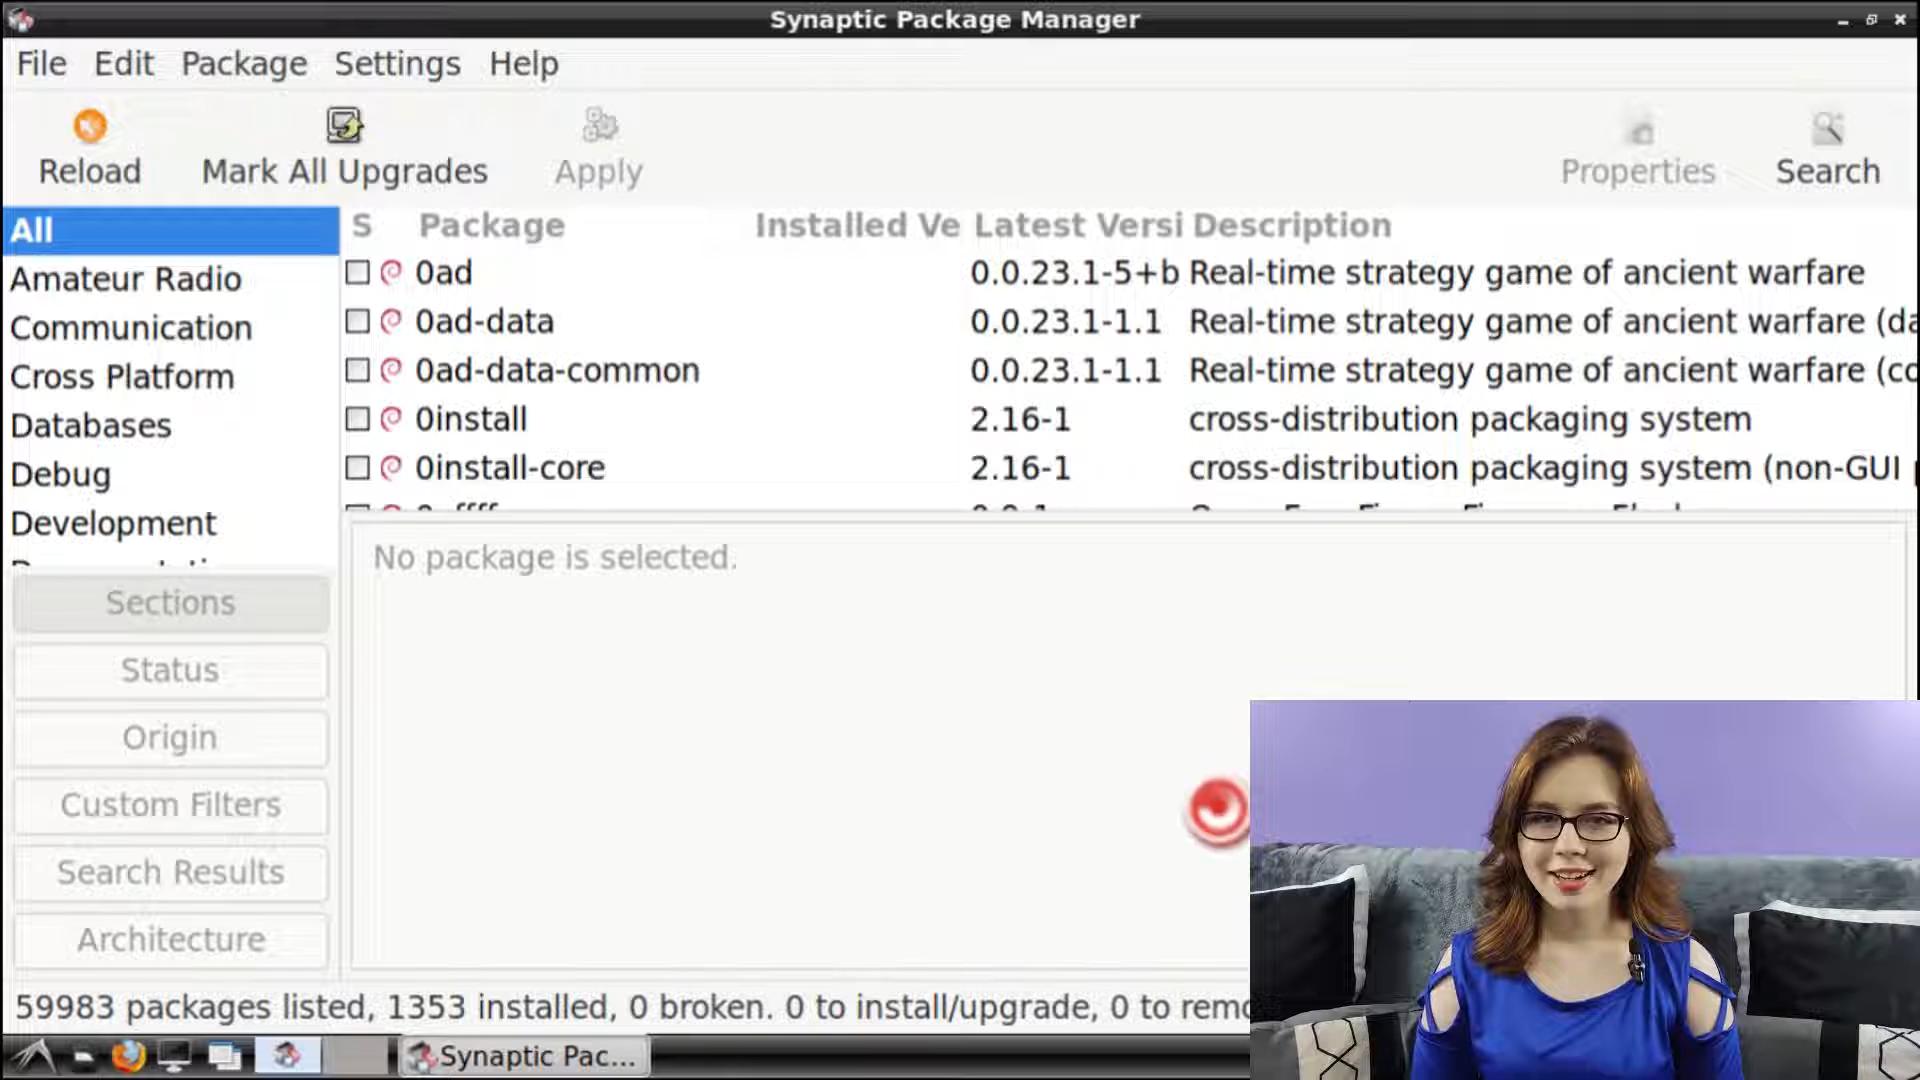 Synaptic Package Manager
File Edit Package Settings Help
Reload Mark All Upgrades Apply Properties Search
All
Amateur Radio
Communication
Cross Platform
Databases
Debug
Development
S Package Installed Ve Latest Versi Description
0ad 0.0.23.1-5+b Real-time strategy game of ancient warfare
0ad-data 0.0.23.1-1.1 Real-time strategy game of ancient warfare (da
0ad-data-common 0.0.23.1-1.1 Real-time strategy game of ancient warfare (co
0install 2.16-1 cross-distribution packaging system
0install-core 2.16-1 cross-distribution packaging system (non-GUI p
No package is selected.
Sections
Status
Origin
Custom Filters
Search Results
Architecture
59983 packages listed, 1353 installed, 0 broken. 0 to install/upgrade, 0 to remo
Synaptic Pac...